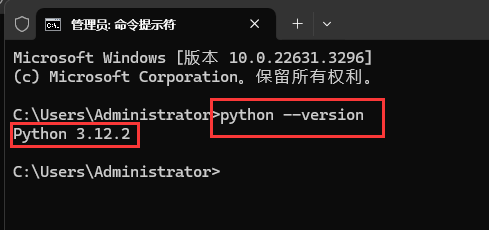 管理员: 命令提示符
Microsoft Windows [版本 10.0.22631.3296]
(c) Microsoft Corporation。保留所有权利。
C:\Users\Administrator>python --version
Python 3.12.2
C:\Users\Administrator>